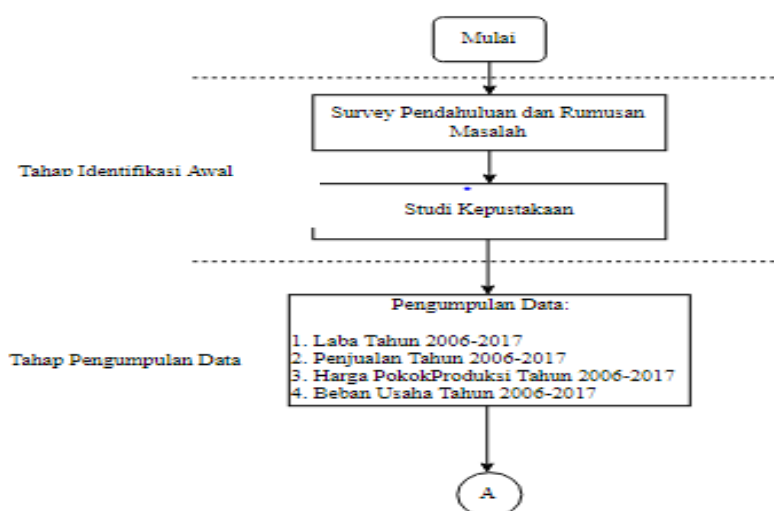 Mulai
Survey Pendahuluan dan Rumusan
Masalah
Tahap Identifikasi Awal
Studi Kepustakaan
Pengumpulan Data:
1. Laba Tahun 2006-2017
2. Penjualan Tahun 2006-2017
Tahap Pengumpulan Data
3. Harga PokokProduksi Tahun 2006-2017
4. Beban Usaha Tahun 2006-2017
A